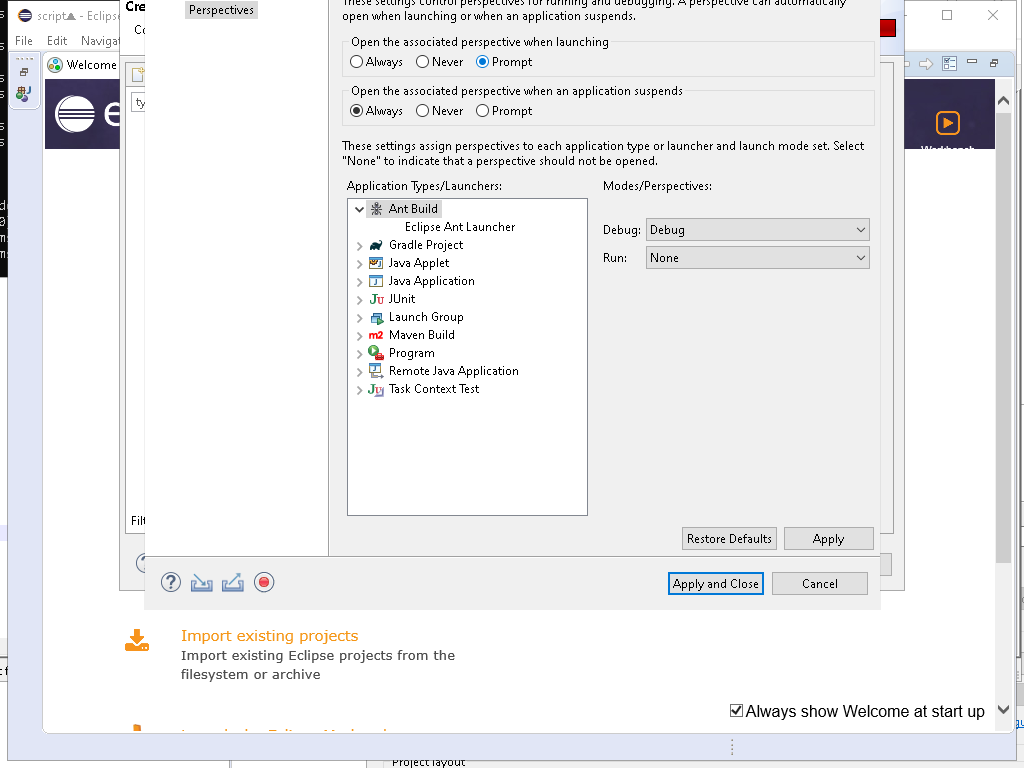 script - Eclipse
File Edit Navigat
Cre
Perspectives
These settings control perspectives for running and debugging. A perspective can automatically
open when launching or when an application suspends.
Open the associated perspective when launching
Always Never Prompt
Open the associated perspective when an application suspends
Always Never Prompt
These settings assign perspectives to each application type or launcher and launch mode set. Select
"None" to indicate that a perspective should not be opened.
Application Types/Launchers: Modes/Perspectives:
Ant Build
Eclipse Ant Launcher
Gradle Project
Java Applet
Java Application
JUnit
Launch Group
Maven Build
Program
Remote Java Application
Task Context Test
Debug: Debug
Run: None
Welcome
ty
Filt
Restore Defaults Apply
Apply and Close Cancel
Import existing projects
Import existing Eclipse projects from the
filesystem or archive
Always show Welcome at start up
Project layout